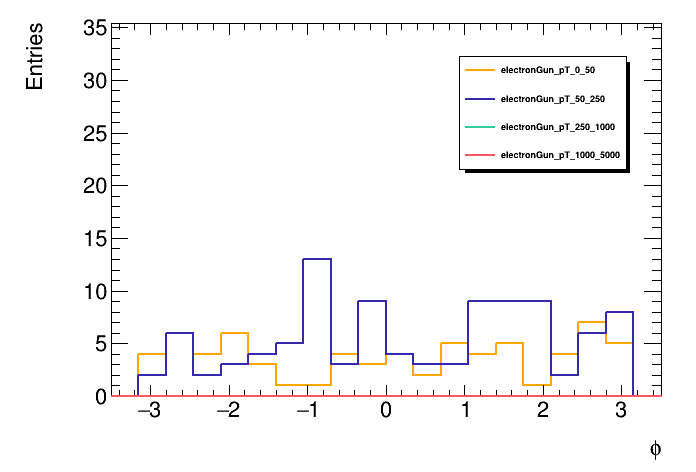 Entries
35
30
25
20
15
10
5
0
−3 −2 −1 0 1 2 3
ϕ
electronGun_pT_0_50
electronGun_pT_50_250
electronGun_pT_250_1000
electronGun_pT_1000_5000